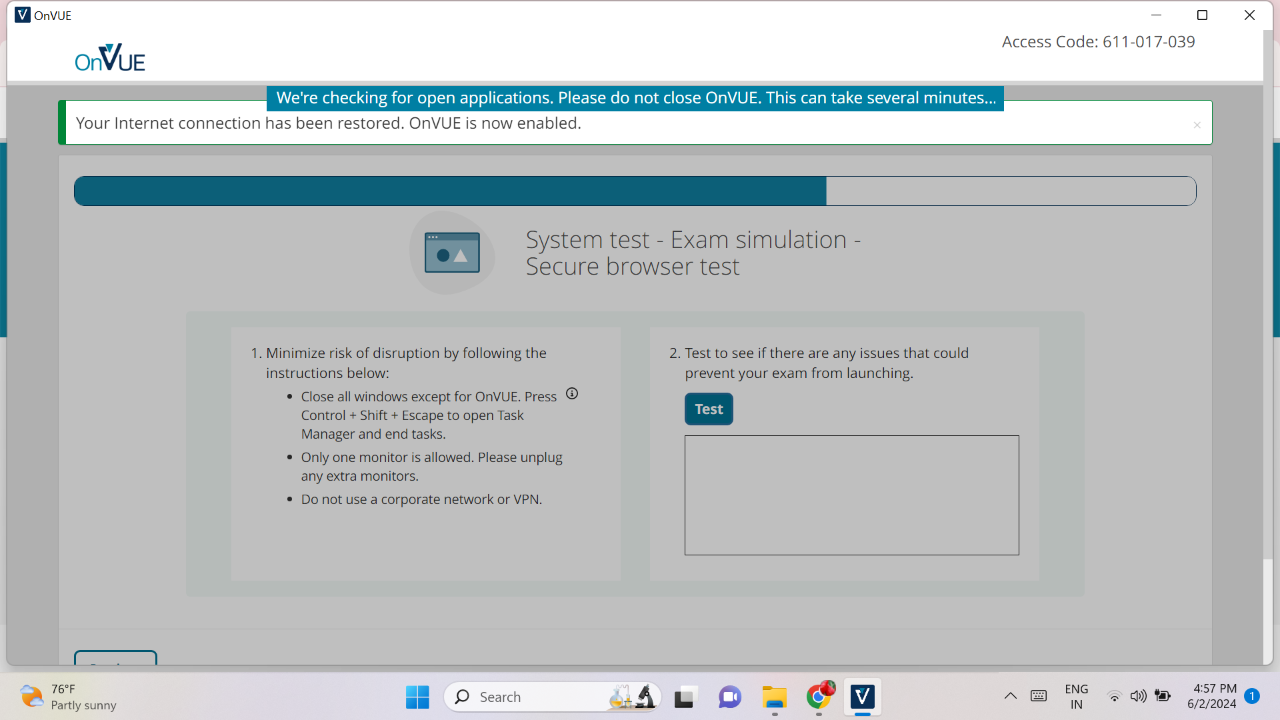 OnVUE
OnVUE
Access Code: 611-017-039
We're checking for open applications. Please do not close OnVUE. This can take several minutes...
Your Internet connection has been restored. OnVUE is now enabled.
System test - Exam simulation -
Secure browser test
1. Minimize risk of disruption by following the
instructions below:
• Close all windows except for OnVUE. Press
Control + Shift + Escape to open Task
Manager and end tasks.
• Only one monitor is allowed. Please unplug
any extra monitors.
• Do not use a corporate network or VPN.
2. Test to see if there are any issues that could
prevent your exam from launching.
Test
76°F
Partly sunny
Search
ENG
IN
4:57 PM
6/2/2024
1